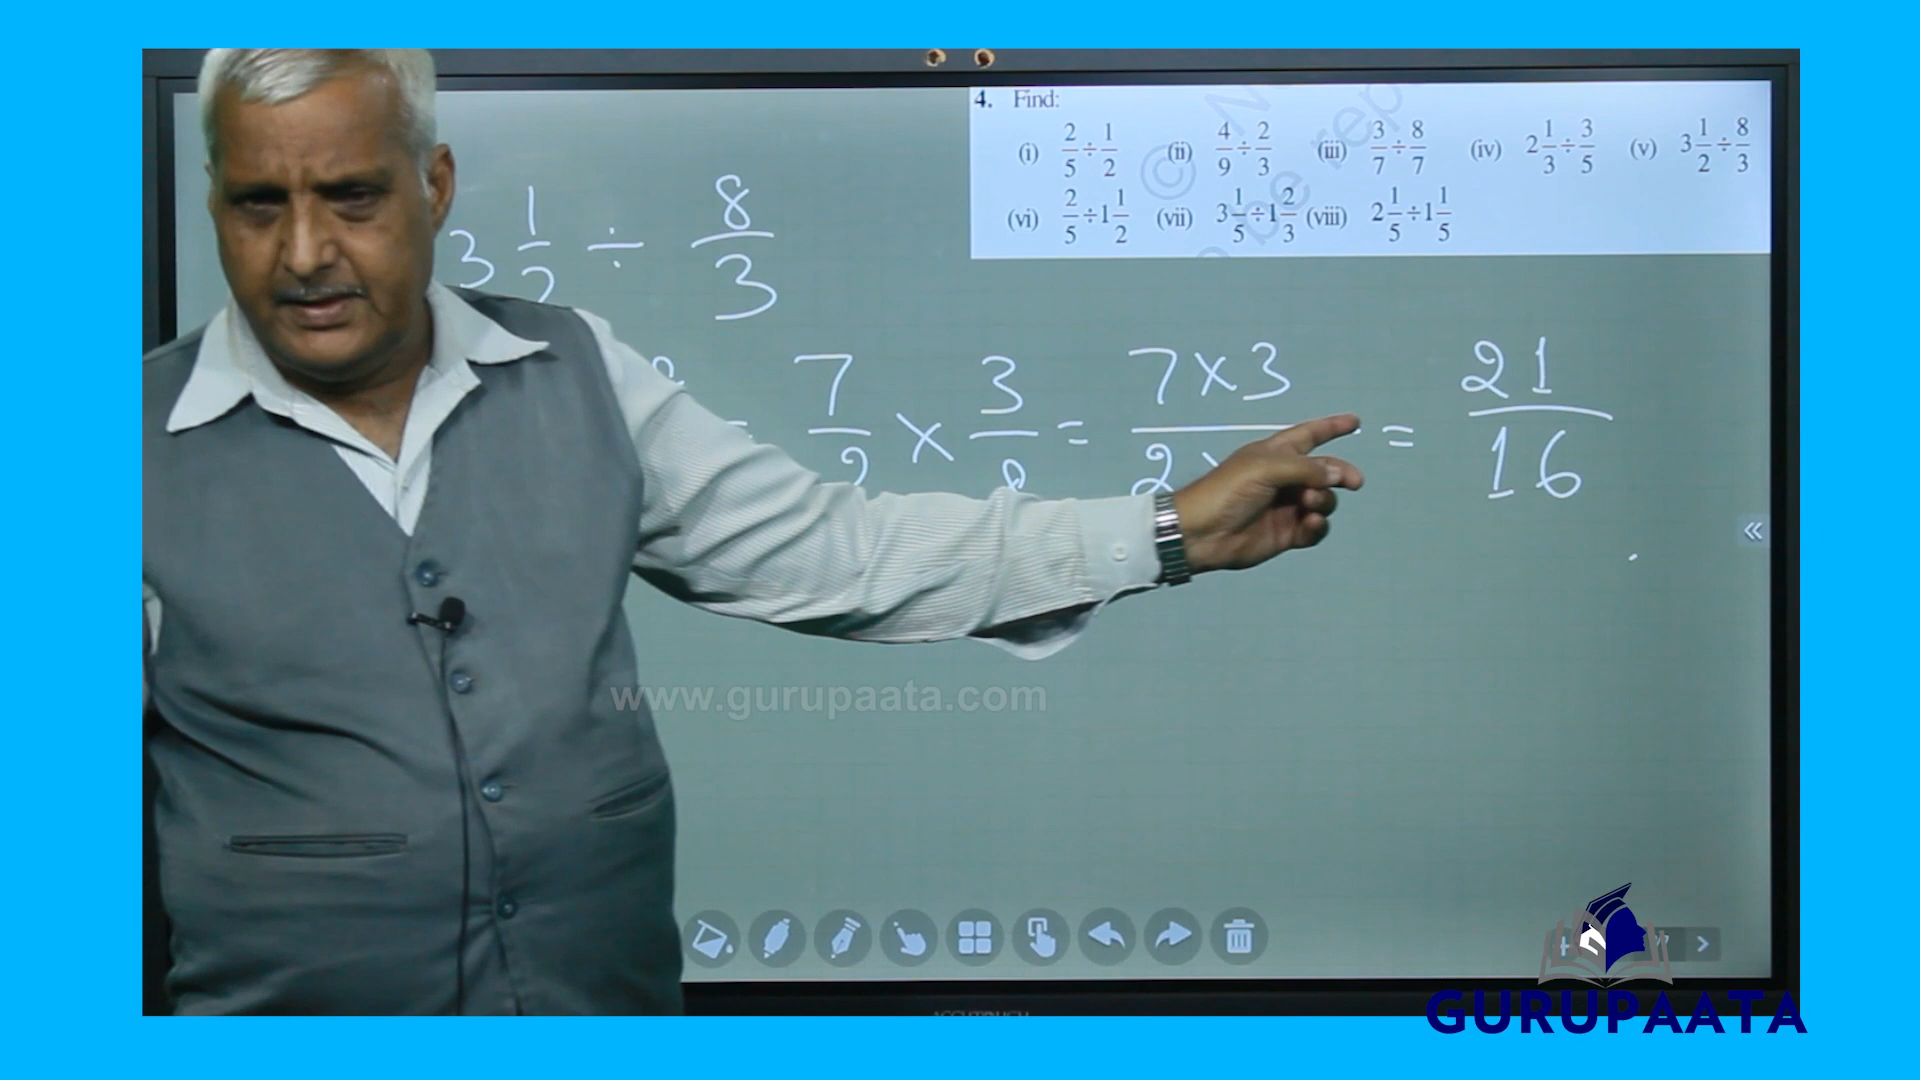 4. Find:
(i) 2/5 ÷ 1/2 (ii) 4/9 ÷ 2/3 (iii) 3/7 ÷ 8/7 (iv) 2 1/3 ÷ 3/5 (v) 3 1/2 ÷ 8/3
(vi) 2/5 ÷ 1 1/2 (vii) 3 1/5 ÷ 1 2/3 (viii) 2 1/5 ÷ 1 1/5
3 1/2 ÷ 8/3
7/2 × 3/8 = 7×3/2× = 21/16
www.gurupaata.com
GURUPAATA